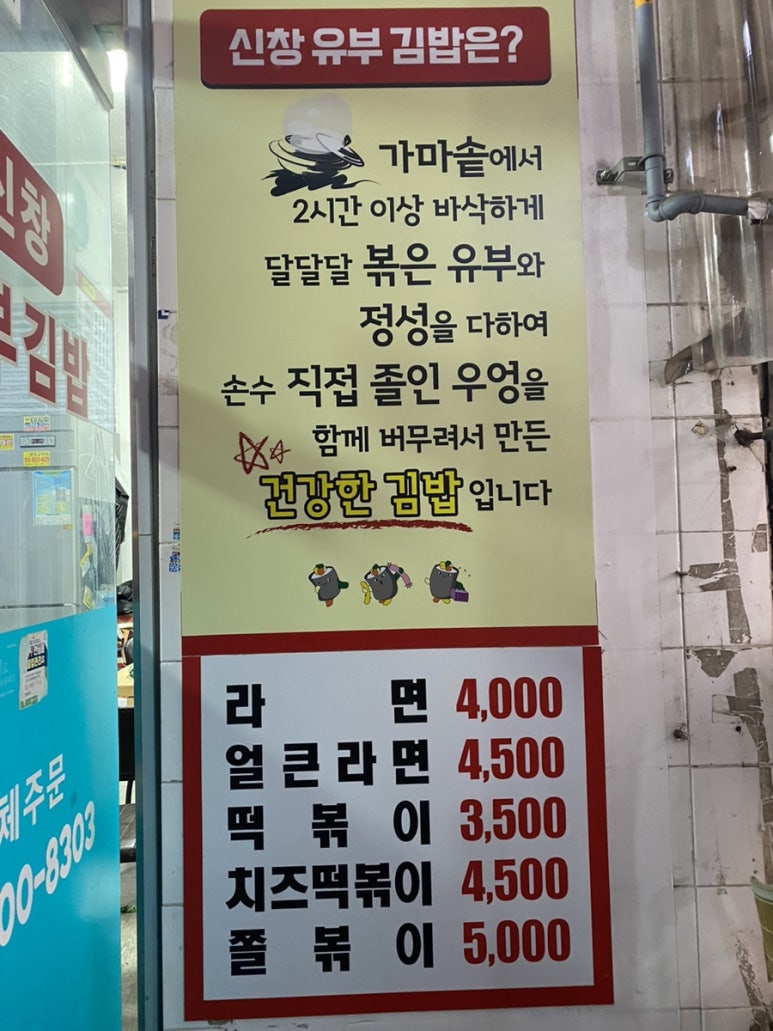 신창 유부 김밥은?
가마솥에서
2시간 이상 바삭하게
달달달 볶은 유부와
정성을 다하여
손수 직접 졸인 우엉을
함께 버무려서 만든
건강한 김밥입니다
라면 4,000
얼큰라면 4,500
떡볶이 3,500
치즈떡볶이 4,500
쫄볶이 5,000
신창
김밥
체 주문
00-8303